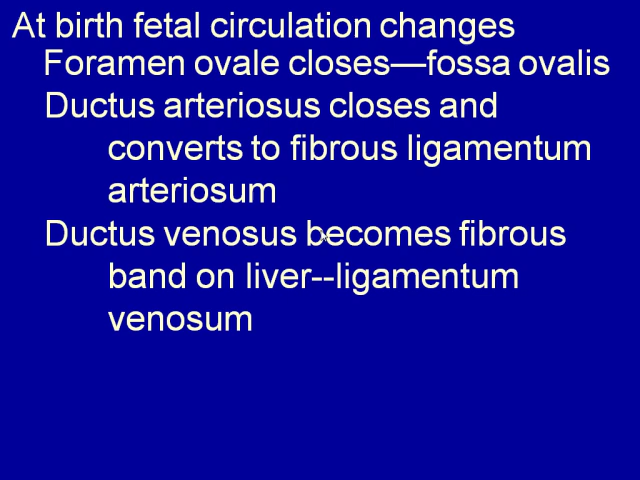 At birth fetal circulation changes
Foramen ovale closes—fossa ovalis
Ductus arteriosus closes and
converts to fibrous ligamentum
arteriosum
Ductus venosus becomes fibrous
band on liver--ligamentum
venosum